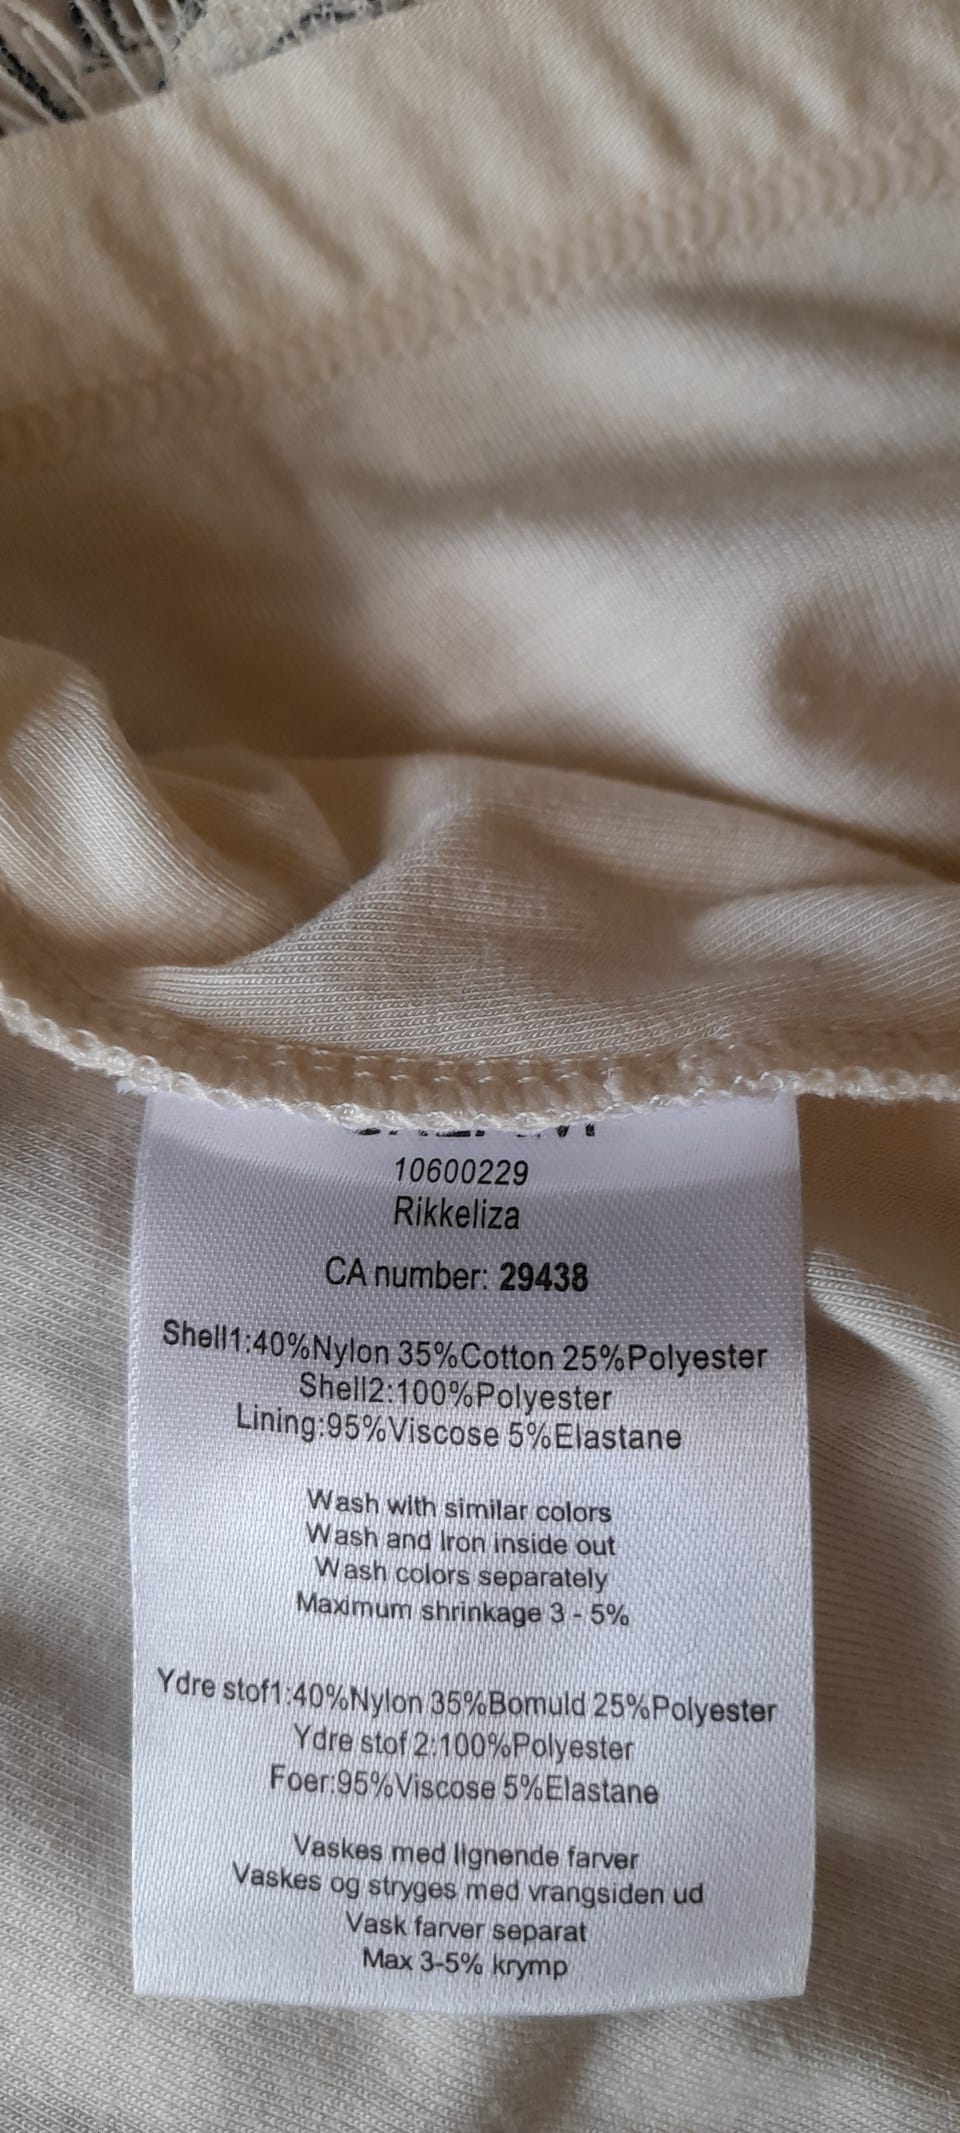 10600229
Rikkeliza
CA number: 29438
Shell1:40%Nylon 35%Cotton 25%Polyester
Shell2:100%Polyester
Lining:95%Viscose 5%Elastane
Wash with similar colors
Wash and Iron inside out
Wash colors separately
Maximum shrinkage 3 - 5%
Ydre stof1:40%Nylon 35%Bomuld 25%Polyester
Ydre stof 2:100%Polyester
Foer:95%Viscose 5%Elastane
Vaskes med lignende farver
Vaskes og stryges med vrangsiden ud
Vask farver separat
Max 3-5% krymp